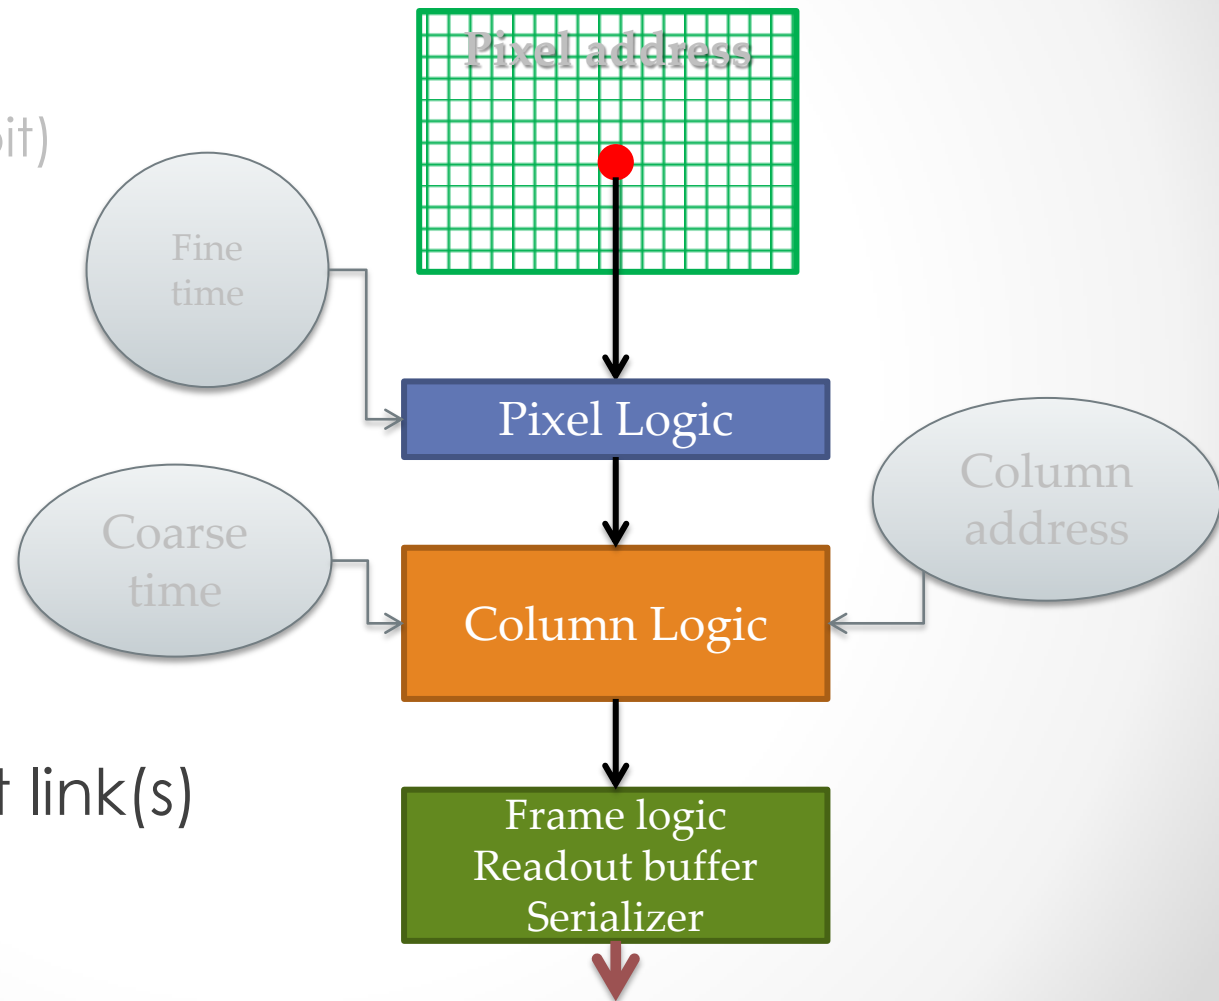 Pixel address
bit)
Fine
time
Pixel Logic
Column
address
Coarse
time
Column Logic
link(s)
Frame logic
Readout buffer
Serializer